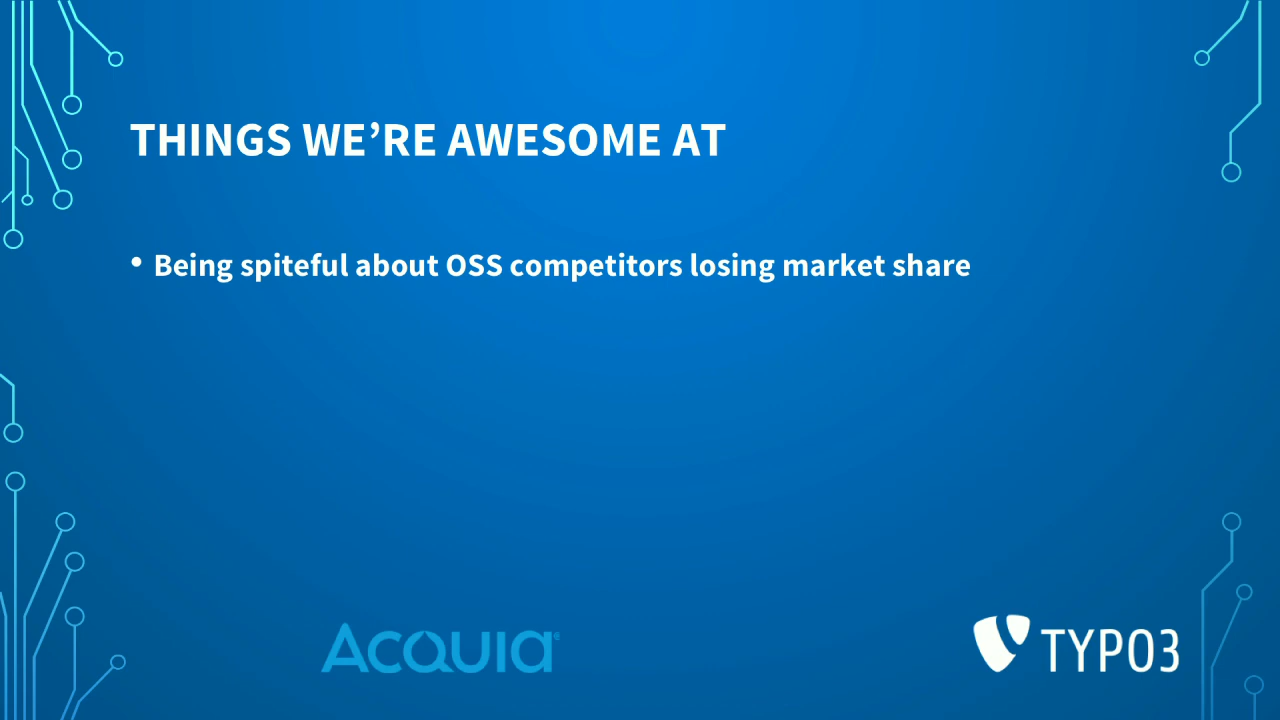 THINGS WE’RE AWESOME AT
• Being spiteful about OSS competitors losing market share
ACQUIA®
TYPO3